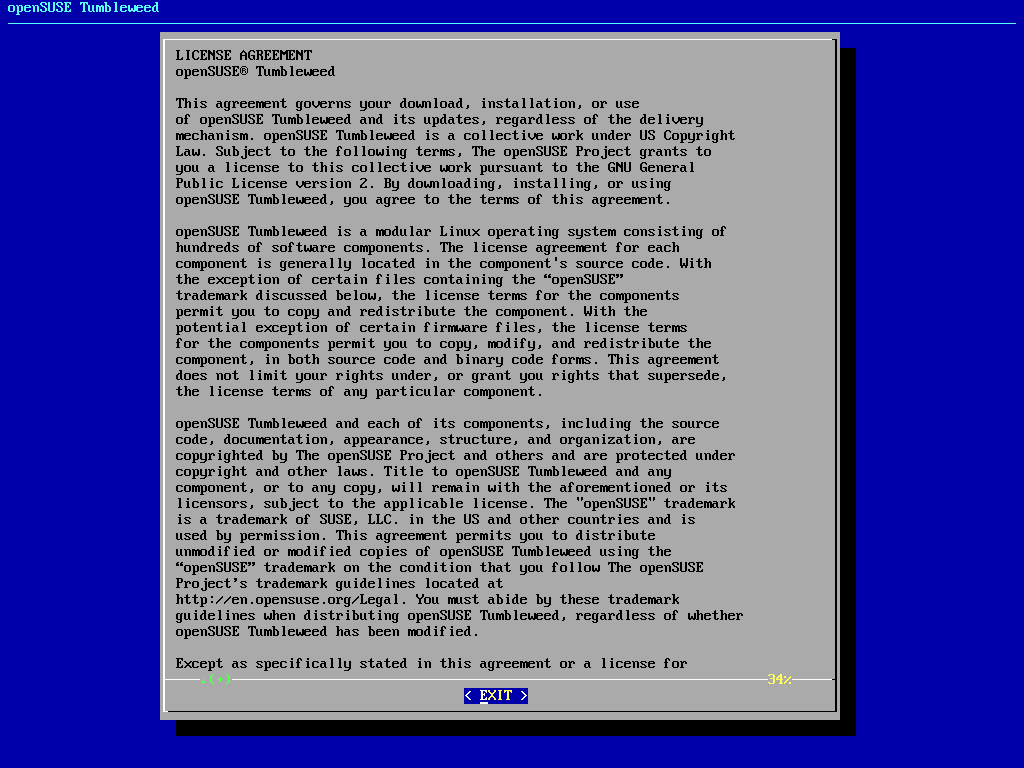 openSUSE Tumbleweed
LICENSE AGREEMENT
openSUSE® Tumbleweed
This agreement governs your download, installation, or use
of openSUSE Tumbleweed and its updates, regardless of the delivery
mechanism. openSUSE Tumbleweed is a collective work under US Copyright
Law. Subject to the following terms, The openSUSE Project grants to
you a license to this collective work pursuant to the GNU General
Public License version 2. By downloading, installing, or using
openSUSE Tumbleweed, you agree to the terms of this agreement.
openSUSE Tumbleweed is a modular Linux operating system consisting of
hundreds of software components. The license agreement for each
component is generally located in the component's source code. With
the exception of certain files containing the “openSUSE”
trademark discussed below, the license terms for the components
permit you to copy and redistribute the component. With the
potential exception of certain firmware files, the license terms
for the components permit you to copy, modify, and redistribute the
component, in both source code and binary code forms. This agreement
does not limit your rights under, or grant you rights that supersede,
the license terms of any particular component.
openSUSE Tumbleweed and each of its components, including the source
code, documentation, appearance, structure, and organization, are
copyrighted by The openSUSE Project and others and are protected under
copyright and other laws. Title to openSUSE Tumbleweed and any
component, or to any copy, will remain with the aforementioned or its
licensors, subject to the applicable license. The "openSUSE" trademark
is a trademark of SUSE, LLC. in the US and other countries and is
used by permission. This agreement permits you to distribute
unmodified or modified copies of openSUSE Tumbleweed using the
“openSUSE” trademark on the condition that you follow The openSUSE
Project’s trademark guidelines located at
http://en.opensuse.org/Legal. You must abide by these trademark
guidelines when distributing openSUSE Tumbleweed, regardless of whether
openSUSE Tumbleweed has been modified.
Except as specifically stated in this agreement or a license for
↓(+) 34%
< EXIT >